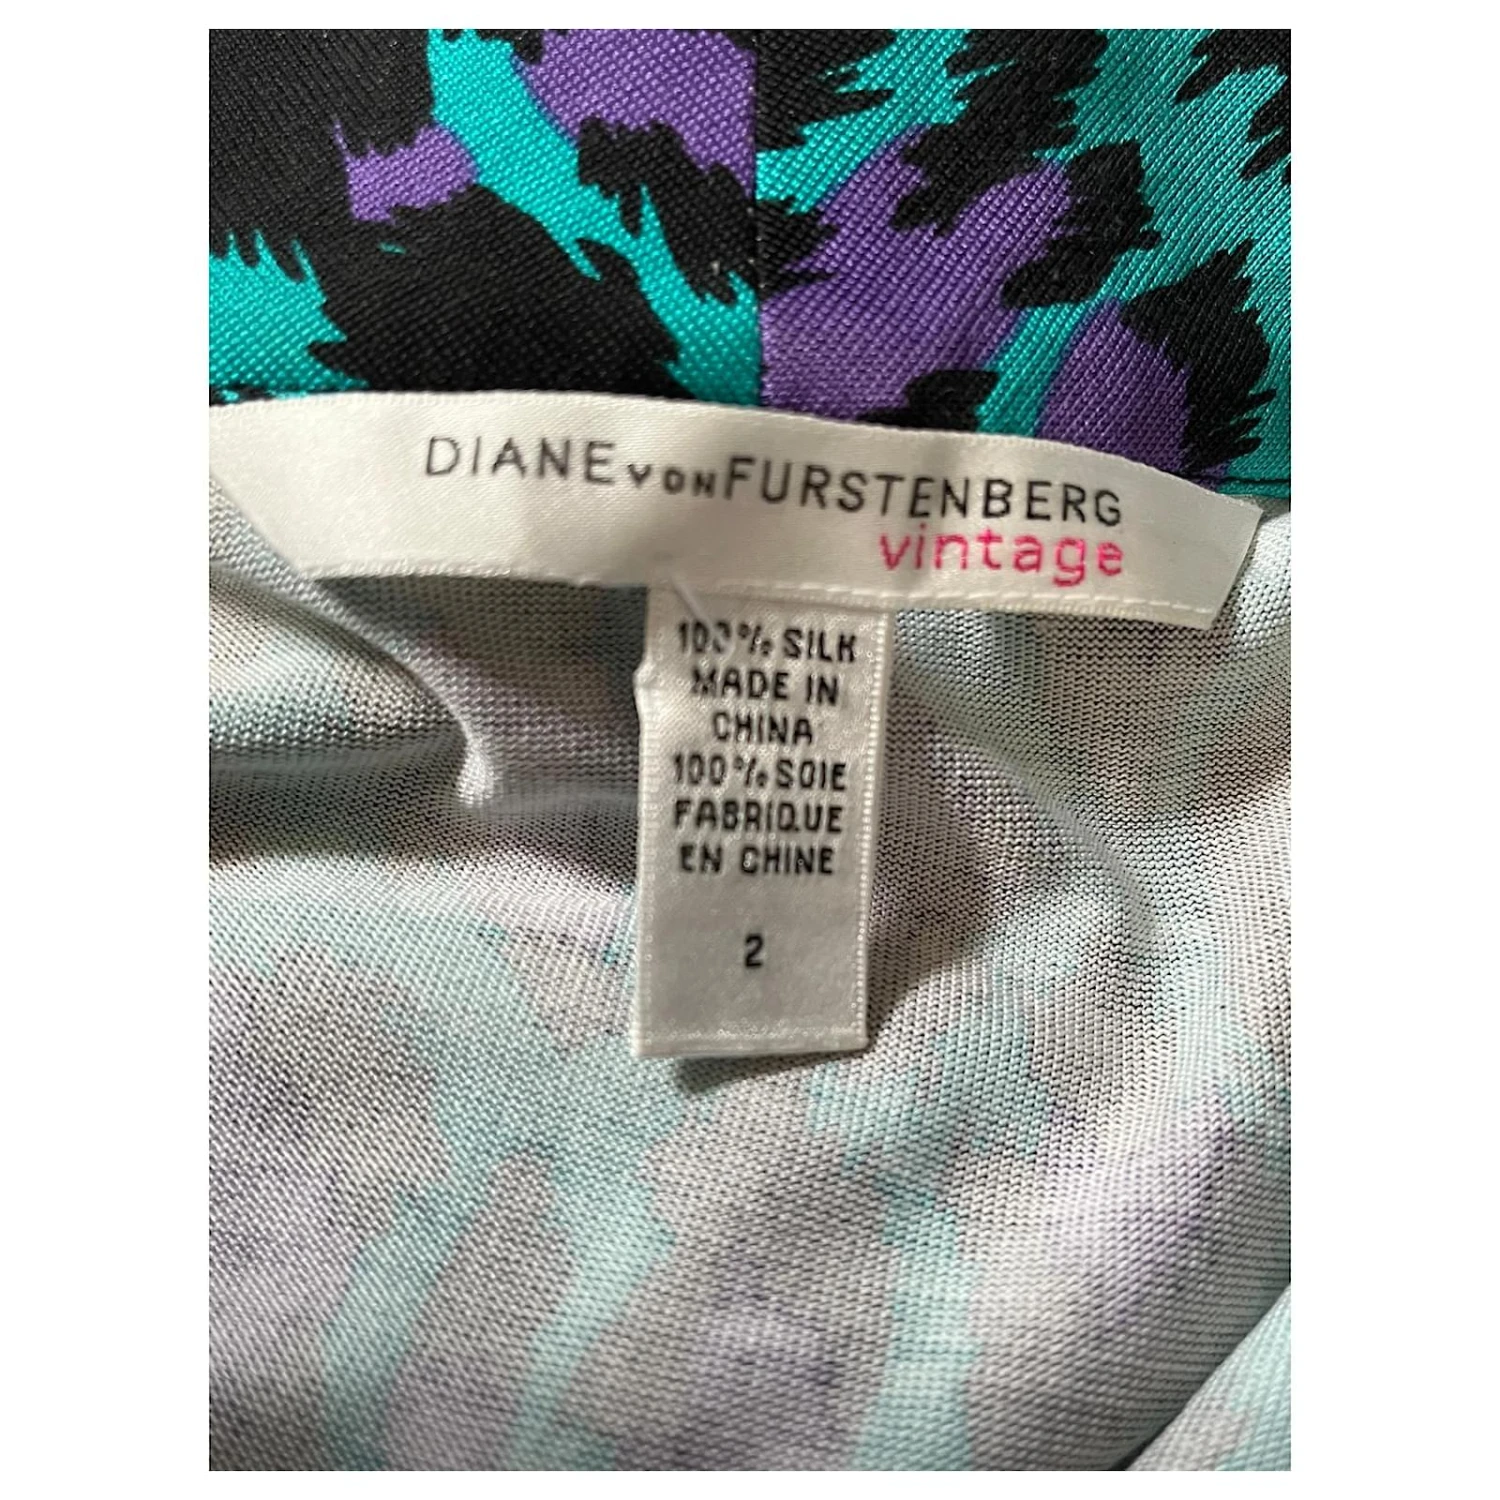 DIANE VON FURSTENBERG
vintage
100% SILK
MADE IN
CHINA
100% SOIE
FABRIQUE
EN CHINE
2